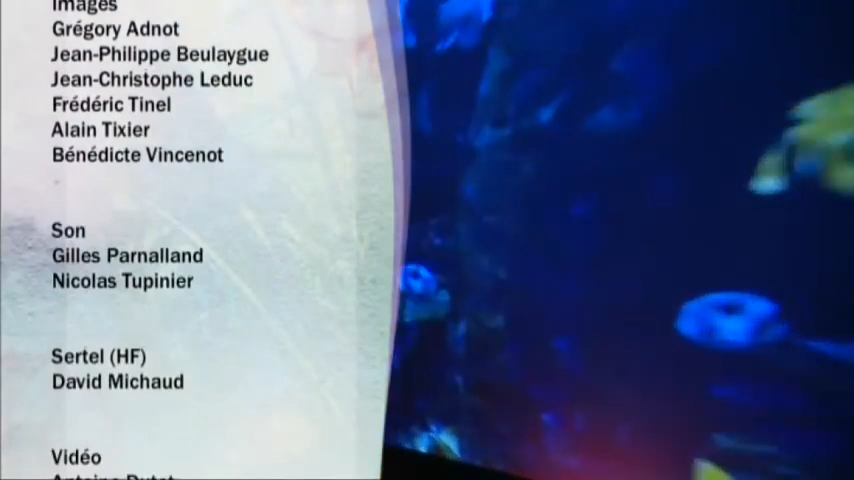 Images
Grégory Adnot
Jean-Philippe Beulaygue
Jean-Christophe Leduc
Frédéric Tinel
Alain Tixier
Bénédicte Vincenot
Son
Gilles Parnalland
Nicolas Tupinier
Sertel (HF)
David Michaud
Vidéo